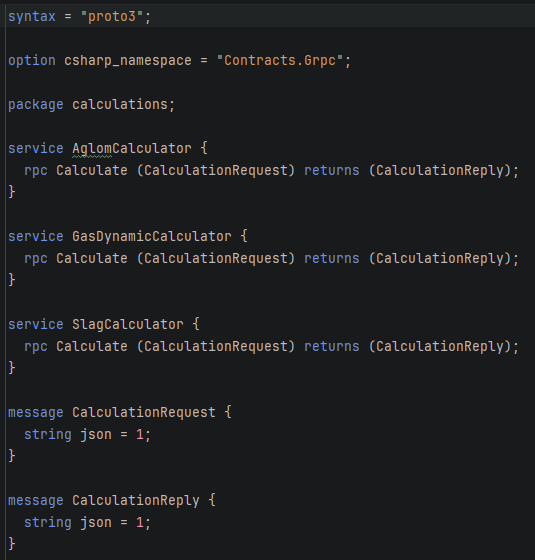 syntax = "proto3";
option csharp_namespace = "Contracts.Grpc";
package calculations;
service AglomCalculator {
rpc Calculate (CalculationRequest) returns (CalculationReply);
}
service GasDynamicCalculator {
rpc Calculate (CalculationRequest) returns (CalculationReply);
}
service SlagCalculator {
rpc Calculate (CalculationRequest) returns (CalculationReply);
}
message CalculationRequest {
string json = 1;
}
message CalculationReply {
string json = 1;
}